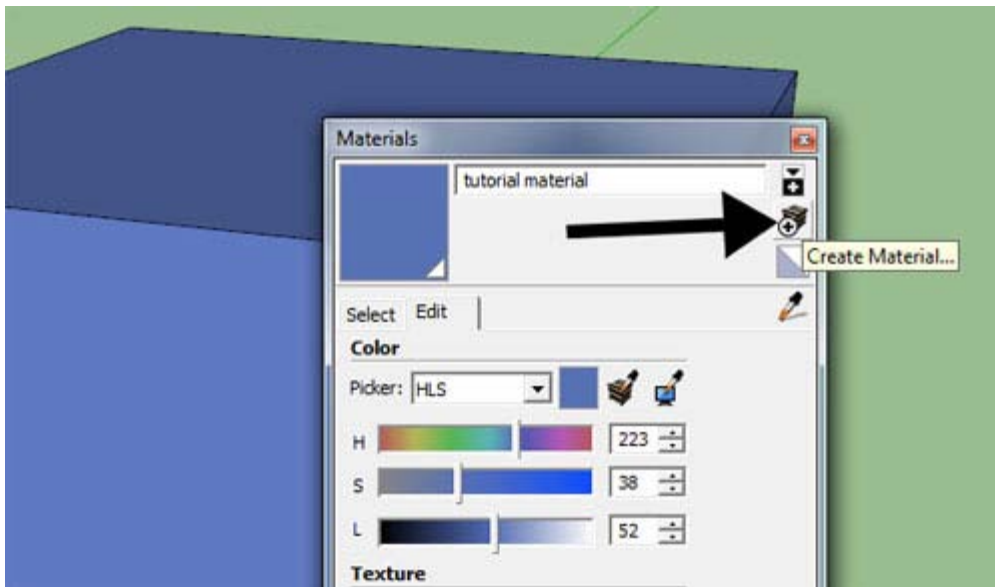 Materials
tutorial material
Create Material...
Select Edit
Color
Picker: HLS
H 223
S 38
L 52
Texture